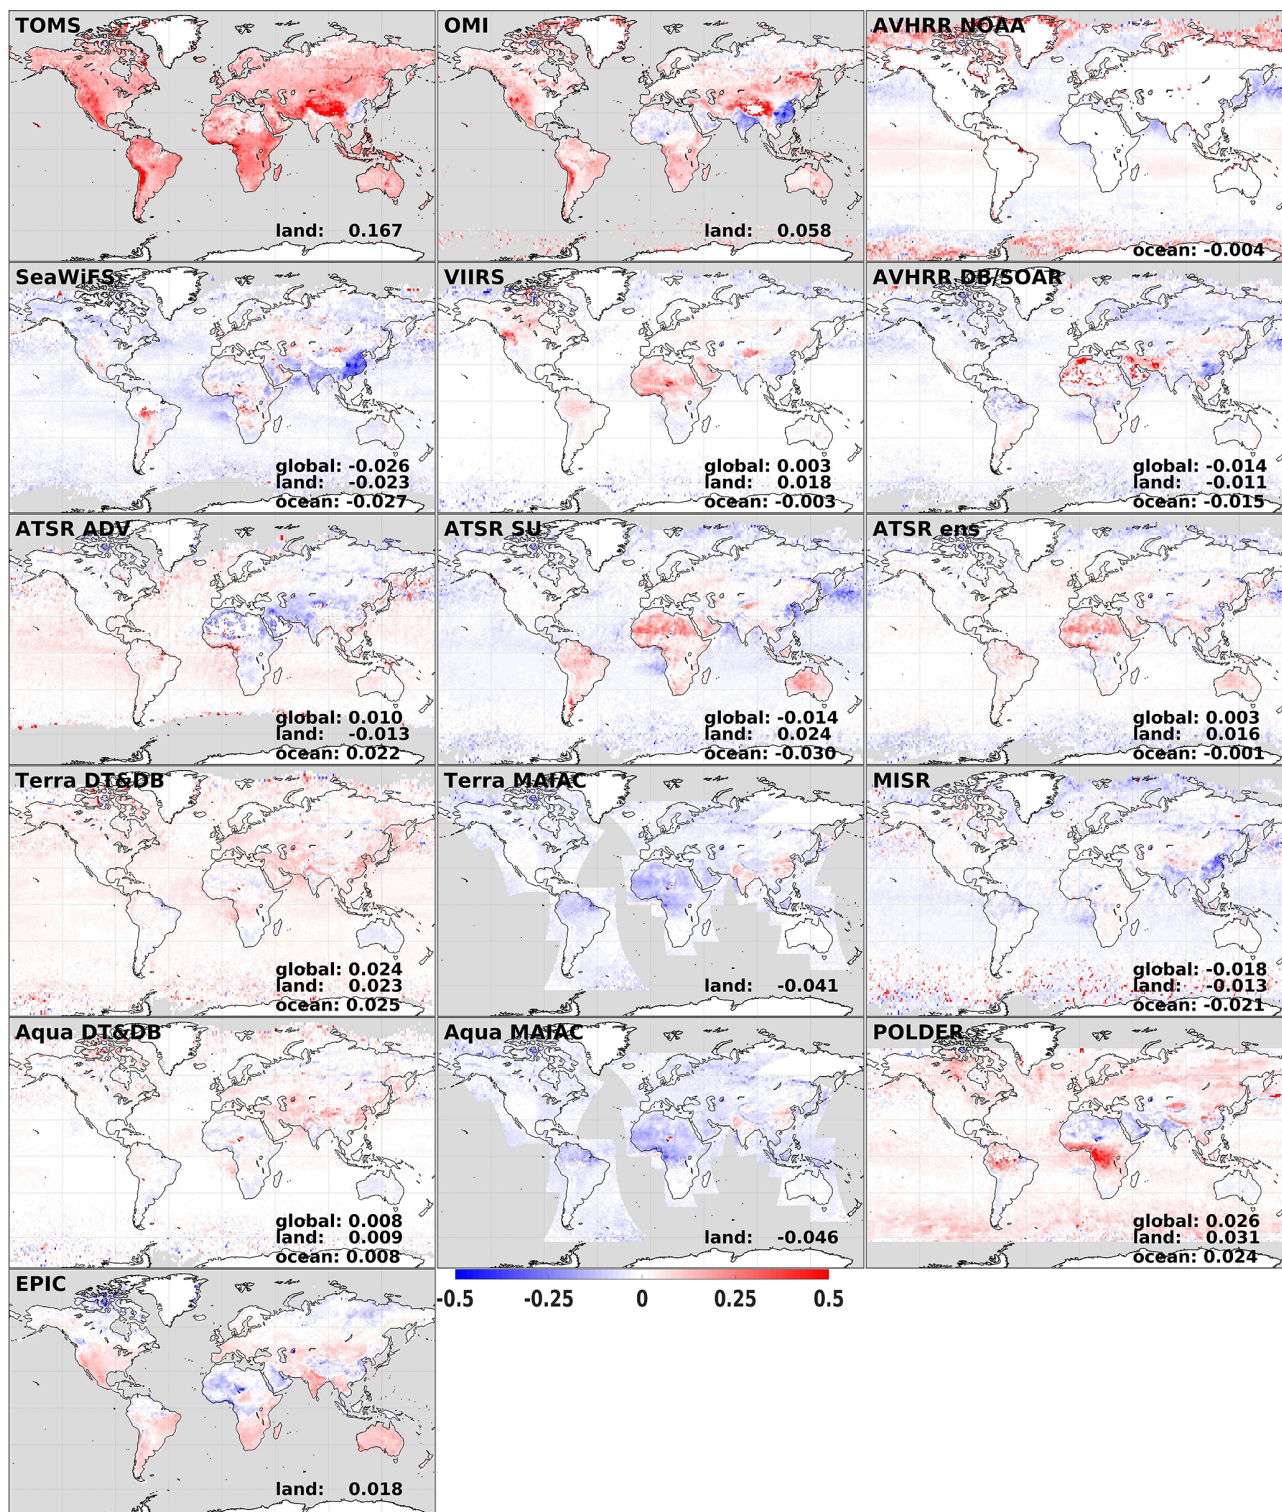 TOMS
land: 0.167
OMI
land: 0.058
AVHRR NOAA
ocean: -0.004
SeaWiFS
global: -0.026
land: -0.023
ocean: -0.027
VIIRS
global: 0.003
land: 0.018
ocean: -0.003
AVHRR DB/SOAR
global: -0.014
land: -0.011
ocean: -0.015
ATSR ADV
global: 0.010
land: -0.013
ocean: 0.022
ATSR SU
global: -0.014
land: 0.024
ocean: -0.030
ATSR ens
global: 0.003
land: 0.016
ocean: -0.001
Terra DT&DB
global: 0.024
land: 0.023
ocean: 0.025
Terra MAIAC
land: -0.041
MISR
global: -0.018
land: -0.013
ocean: -0.021
Aqua DT&DB
global: 0.008
land: 0.009
ocean: 0.008
Aqua MAIAC
land: -0.046
POLDER
global: 0.026
land: 0.031
ocean: 0.024
EPIC
land: 0.018
-0.5 -0.25 0 0.25 0.5